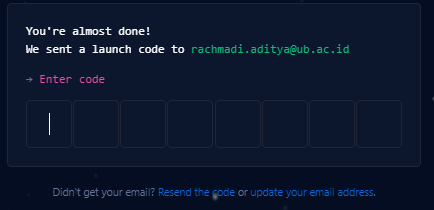 You're almost done!
We sent a launch code to rachmadi.aditya@ub.ac.id
→ Enter code
Didn't get your email? Resend the code or update your email address.